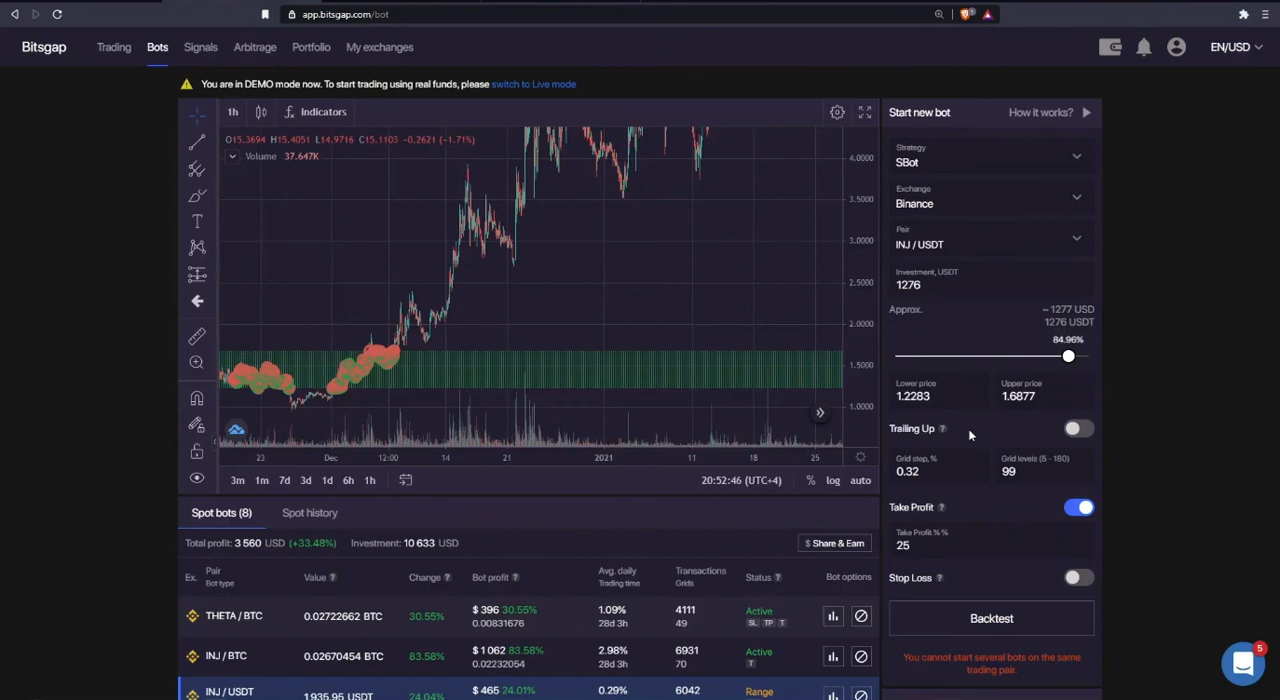 app.bitsgap.com/bot
Bitsgap Trading Bots Signals Arbitrage Portfolio My exchanges EN/USD
You are in DEMO mode now. To start trading using real funds, please switch to Live mode
1h Indicators
O15.3694 H15.4051 L14.9716 C15.1103 -0.2621 (-1.71%)
Volume 37.647K
4.0000
3.5000
3.0000
2.5000
2.0000
1.5000
1.0000
23 Dec 12:00 14 21 2021 11 18 25
3m 1m 7d 3d 1d 6h 1h 20:52:46 (UTC+4) % log auto
Start new bot How it works?
Strategy
SBot
Exchange
Binance
Pair
INJ / USDT
Investment, USDT
1276
Approx. ~ 1277 USD
1276 USDT
84.96%
Lower price Upper price
1.2283 1.6877
Trailing Up ?
Grid step, % Grid levels (5 - 180)
0.32 99
Take Profit ?
Take Profit % %
25
Stop Loss ?
Backtest
You cannot start several bots on the same
trading pair.
5
Spot bots (8) Spot history
Total profit: 3 560 USD (+33.48%) Investment: 10 633 USD $ Share & Earn
Ex. Pair
Bot type Value ? Change ? Bot profit ? Avg. daily
Trading time Transactions
Grids Status ? Bot options
THETA / BTC 0.02722662 BTC 30.55% $ 396 30.55%
0.00831676 1.09%
28d 3h 4111
49 Active
SL TP T
INJ / BTC 0.02670454 BTC 83.58% $ 1 062 83.58%
0.02232054 2.98%
28d 3h 6931
70 Active
T
INJ / USDT 1 935.95 USDT 24.04% $ 465 24.01% 0.29% 6042 Range